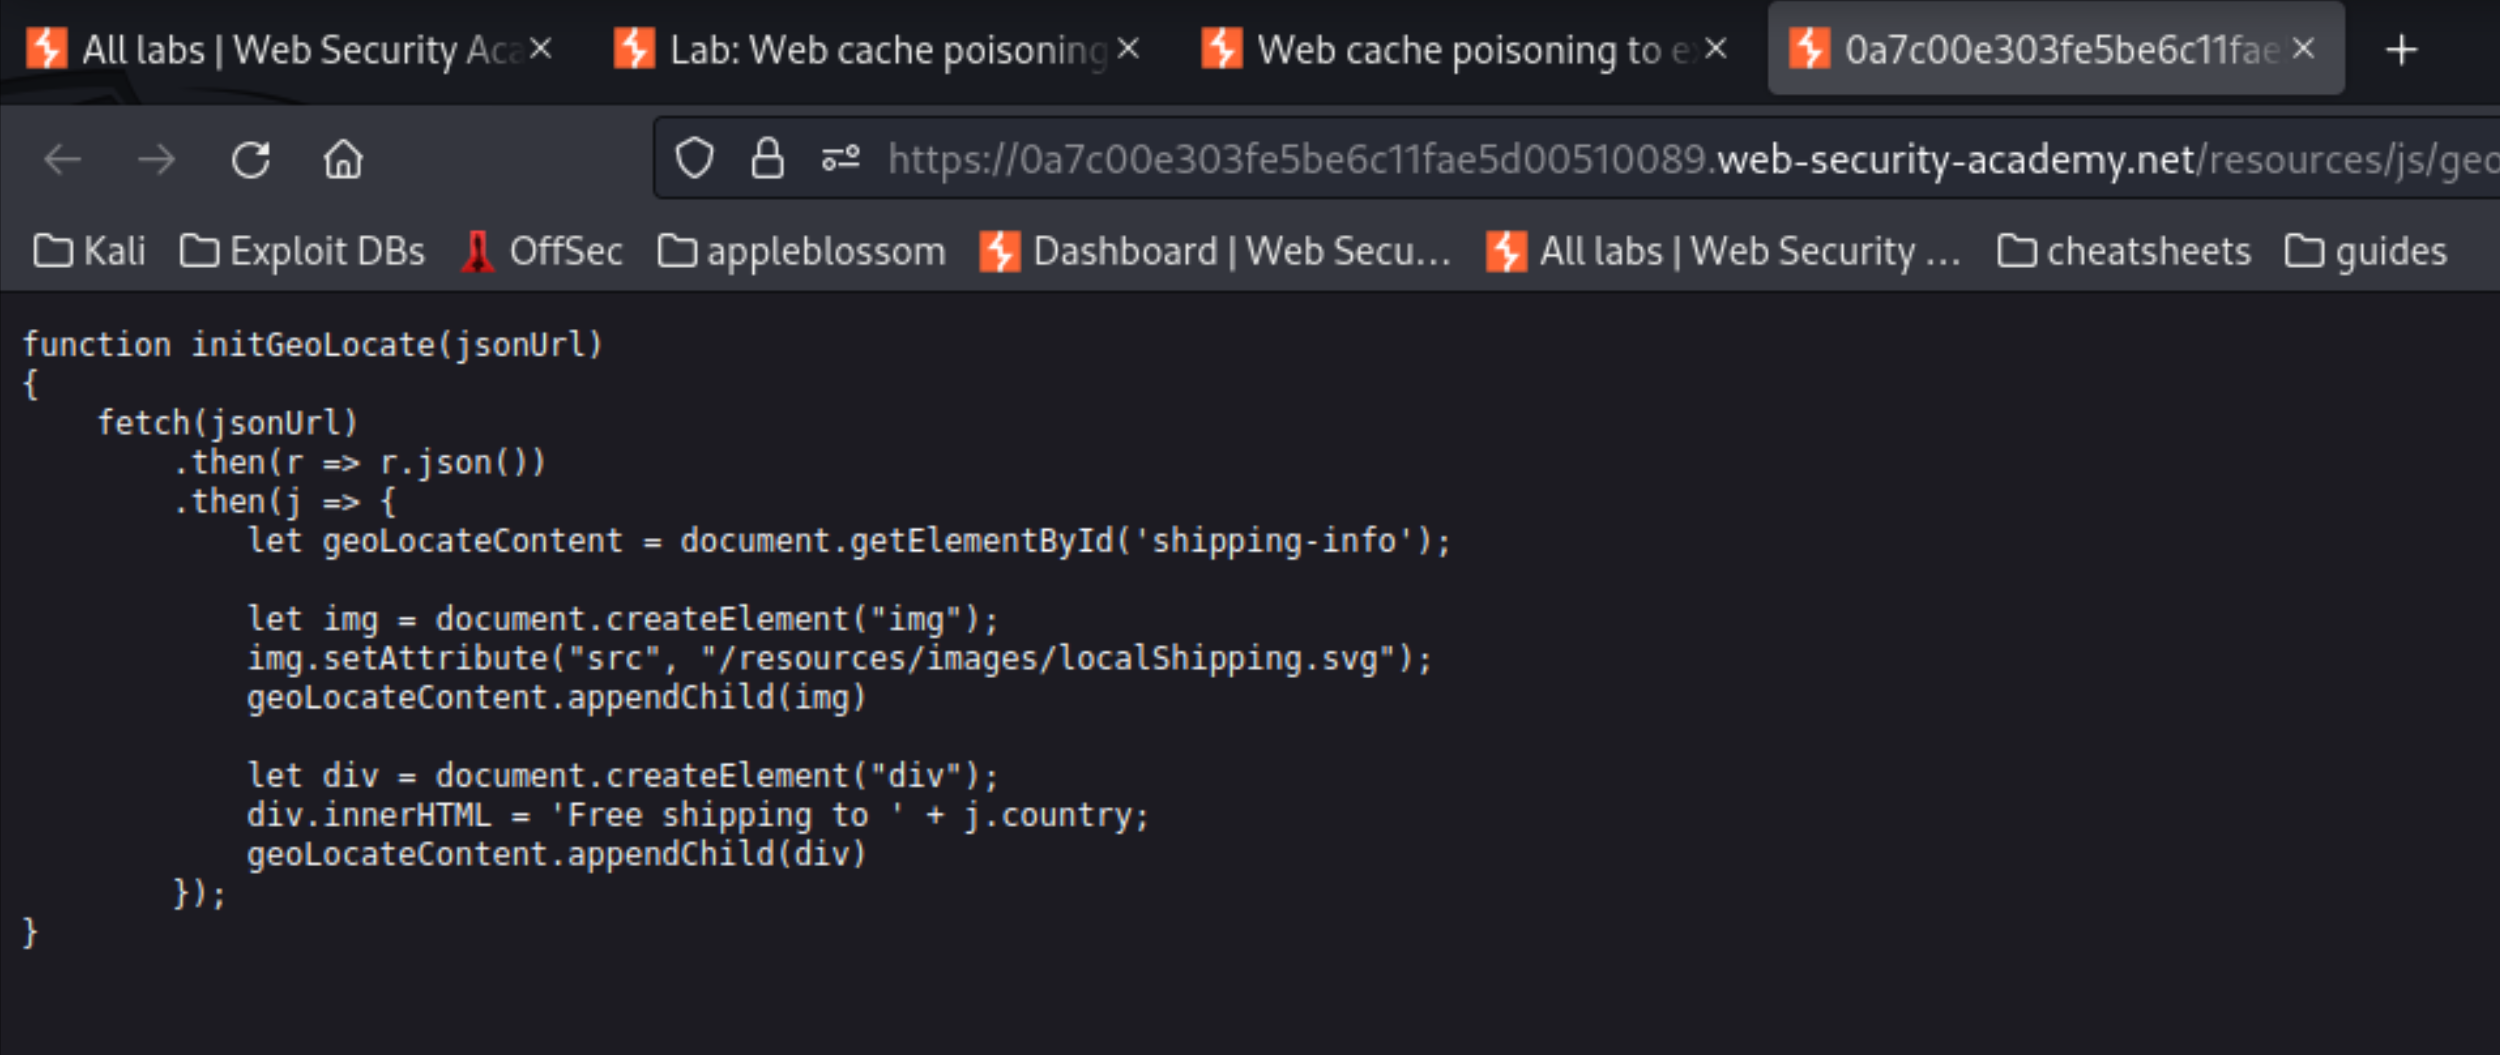 All labs | Web Security Aca
Lab: Web cache poisoning
Web cache poisoning to e
0a7c00e303fe5be6c11fae
https://0a7c00e303fe5be6c11fae5d00510089.web-security-academy.net/resources/js/geo
Kali Exploit DBs OffSec appleblossom Dashboard | Web Secu... All labs | Web Security ... cheatsheets guides
function initGeoLocate(jsonUrl)
{
    fetch(jsonUrl)
        .then(r => r.json())
        .then(j => {
            let geoLocateContent = document.getElementById('shipping-info');

            let img = document.createElement("img");
            img.setAttribute("src", "/resources/images/localShipping.svg");
            geoLocateContent.appendChild(img)

            let div = document.createElement("div");
            div.innerHTML = 'Free shipping to ' + j.country;
            geoLocateContent.appendChild(div)
        });
}